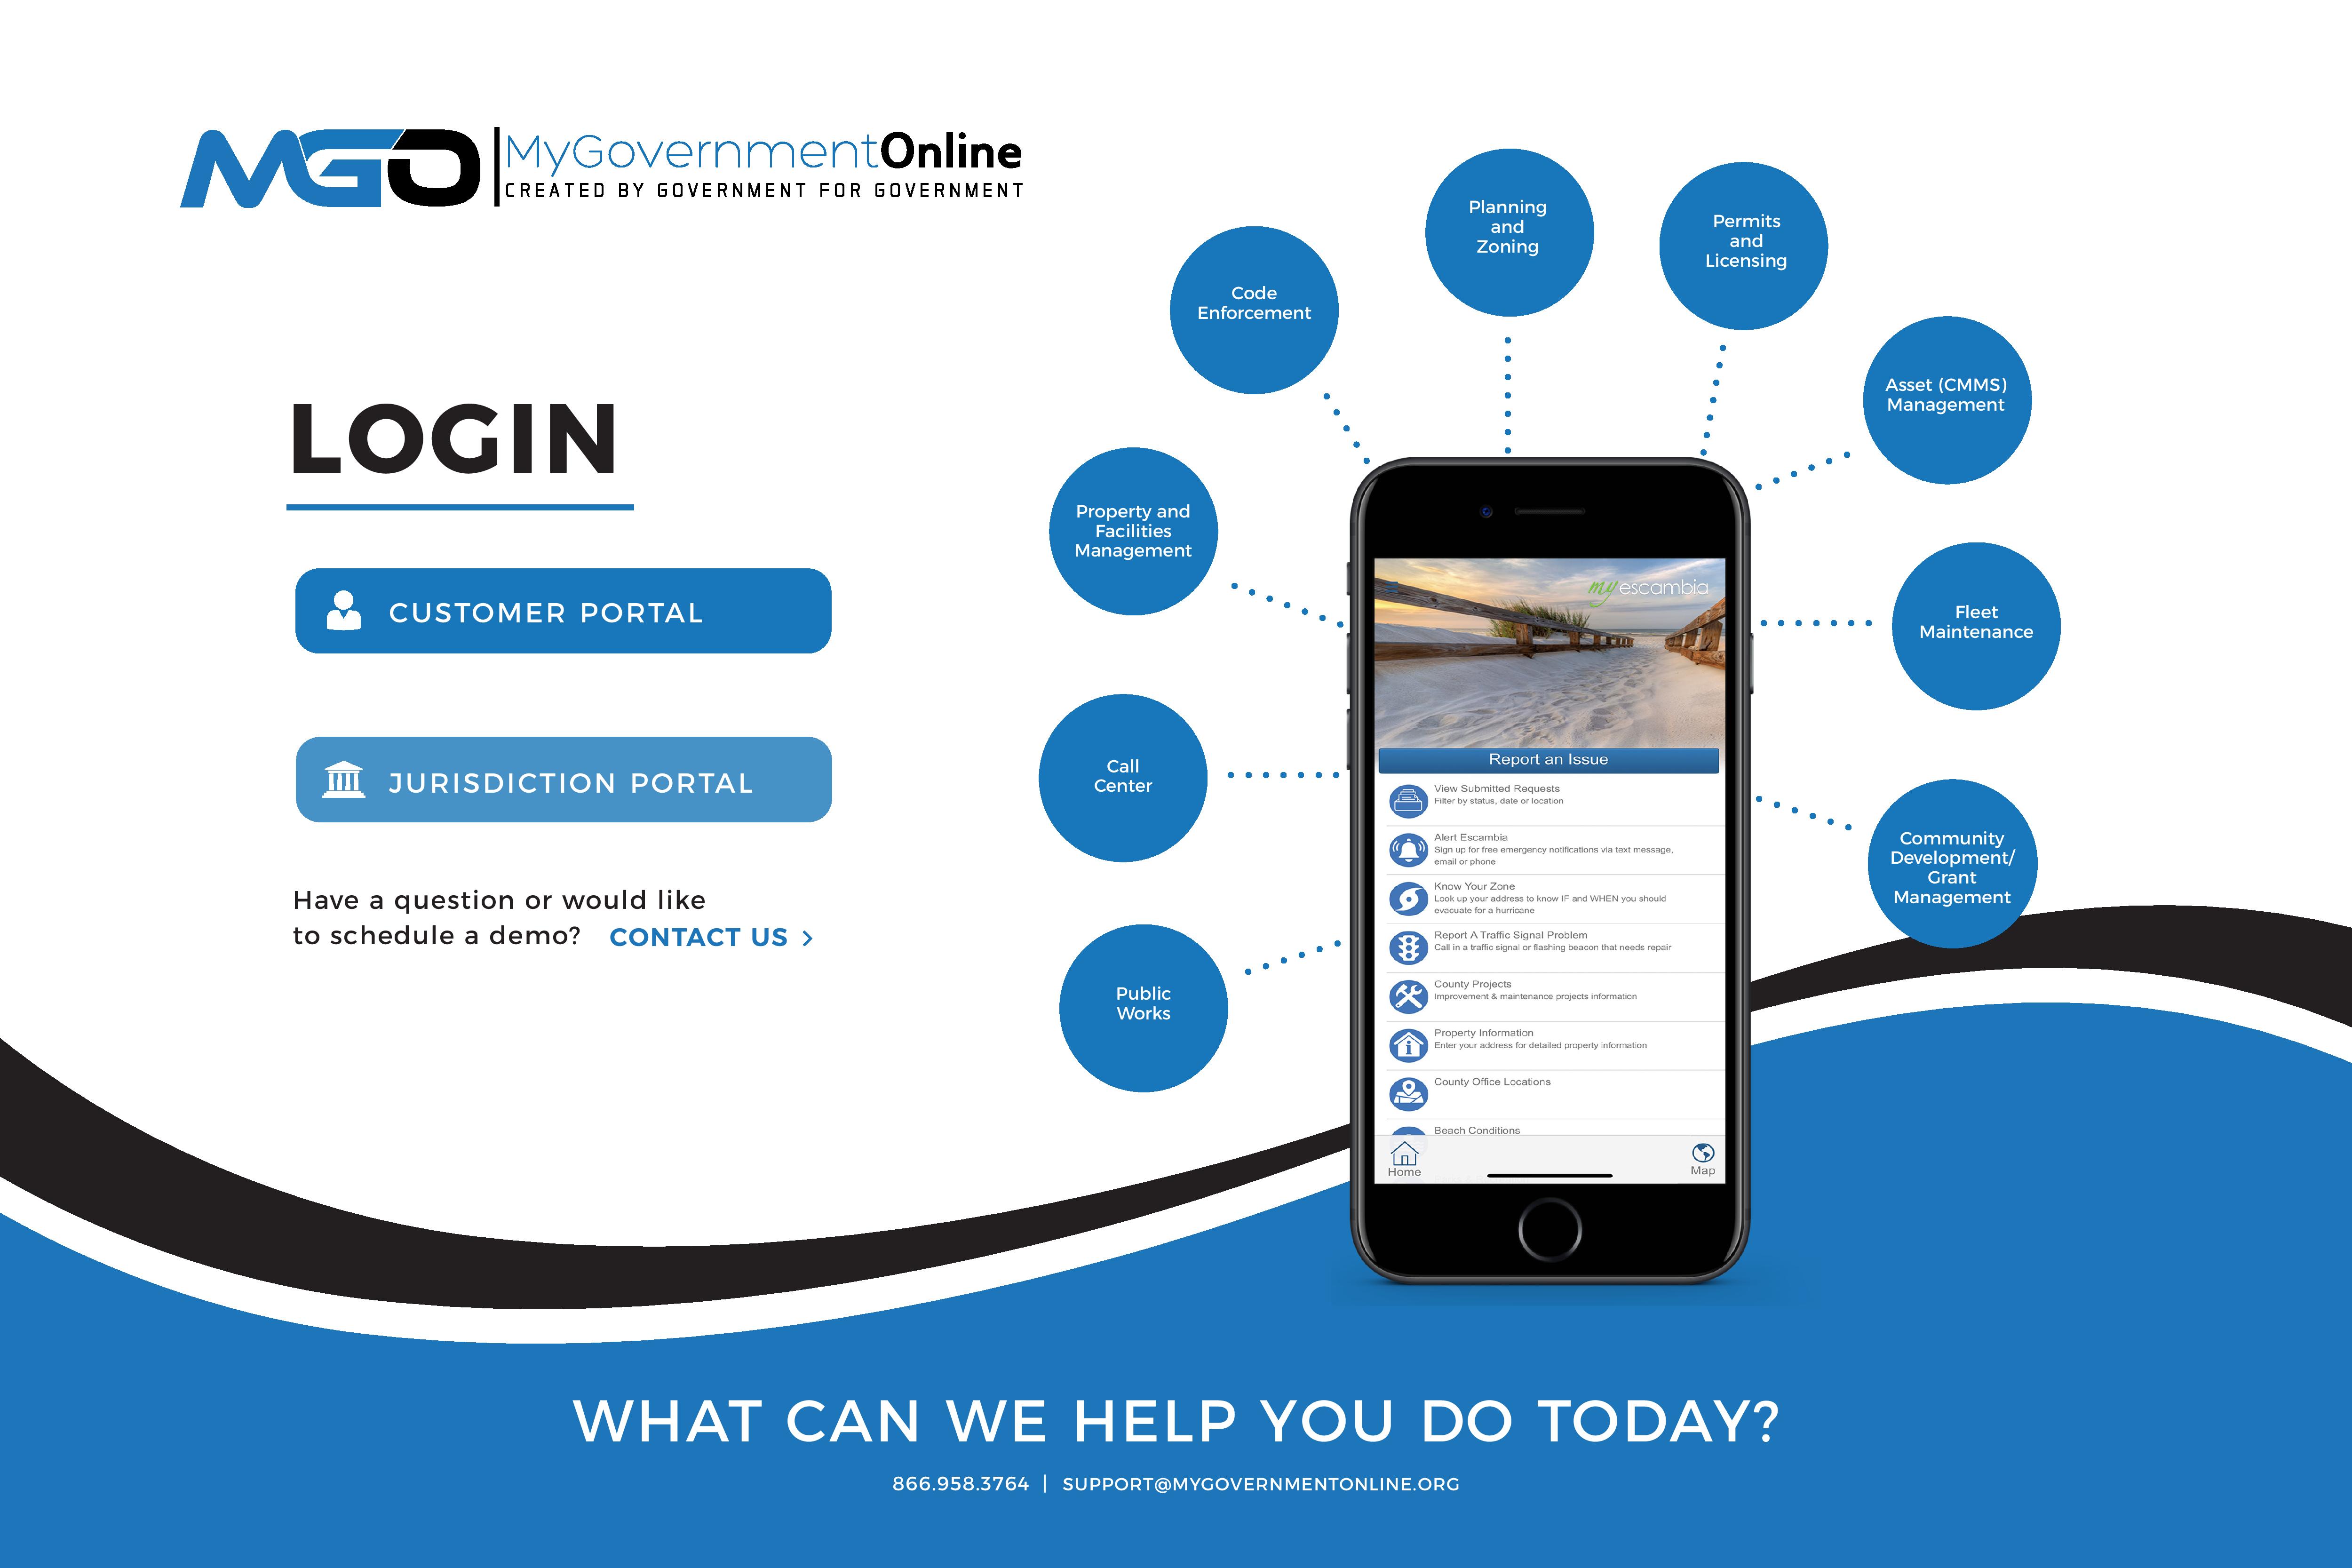 MGO
MyGovernmentOnline
CREATED BY GOVERNMENT FOR GOVERNMENT
LOGIN
CUSTOMER PORTAL
JURISDICTION PORTAL
Have a question or would like
to schedule a demo? CONTACT US >
Planning
and
Zoning
Permits
and
Licensing
Code
Enforcement
Asset (CMMS)
Management
Property and
Facilities
Management
Fleet
Maintenance
Call
Center
Community
Development/
Grant
Management
Public
Works
myescambia
Report an Issue
View Submitted Requests
Filter by status, date or location
Alert Escambia
Sign up for free emergency notifications via text message,
email or phone
Know Your Zone
Look up your address to know IF and WHEN you should
evacuate for a hurricane
Report A Traffic Signal Problem
Call in a traffic signal or flashing beacon that needs repair
County Projects
Improvement & maintenance projects information
Property Information
Enter your address for detailed property information
County Office Locations
Beach Conditions
Home
Map
WHAT CAN WE HELP YOU DO TODAY?
866.958.3764 | SUPPORT@MYGOVERNMENTONLINE.ORG